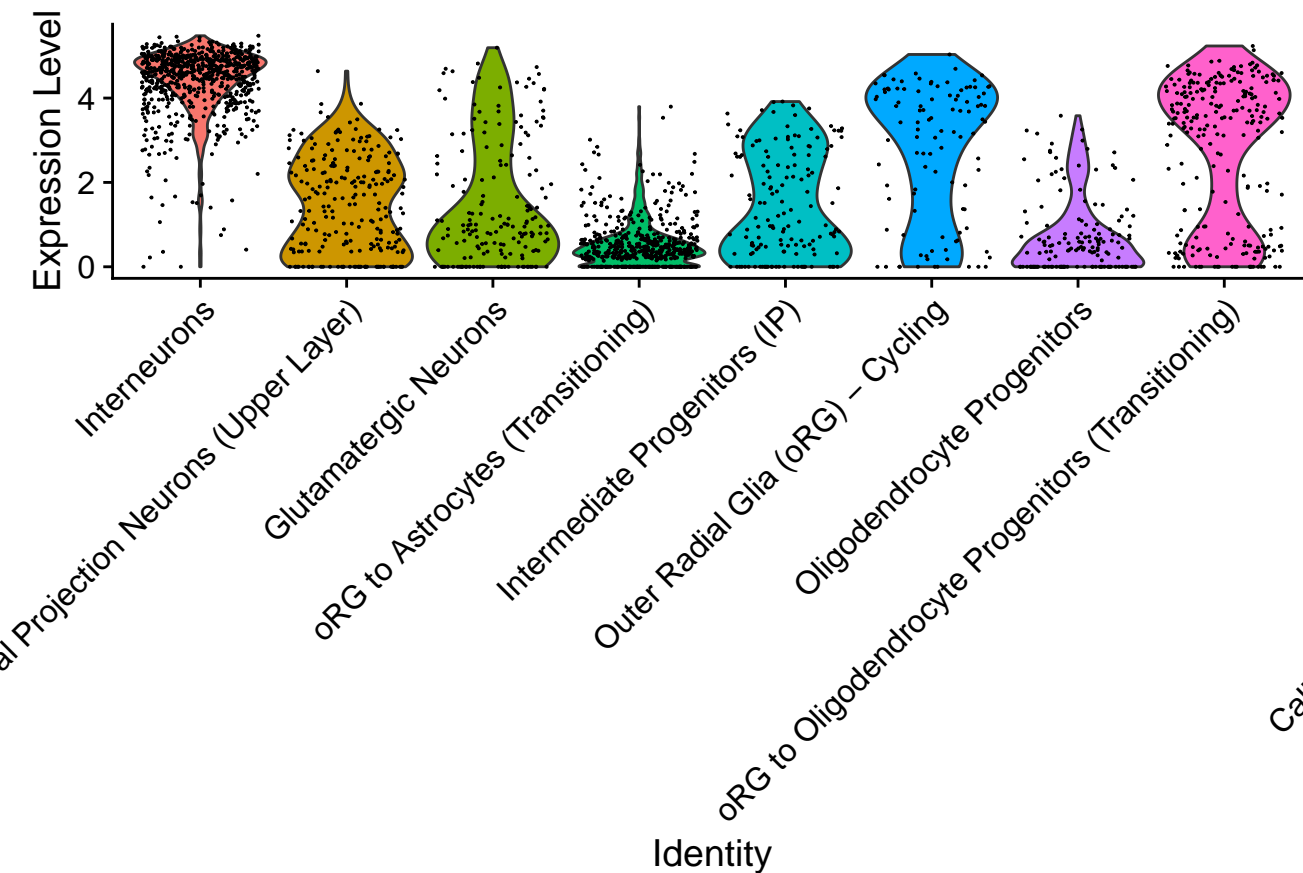 Expression Level
4
2
0
Interneurons
Projection Neurons (Upper Layer)
Glutamatergic Neurons
oRG to Astrocytes (Transitioning)
Intermediate Progenitors (IP)
Outer Radial Glia (oRG) – Cycling
Oligodendrocyte Progenitors
oRG to Oligodendrocyte Progenitors (Transitioning)
Identity